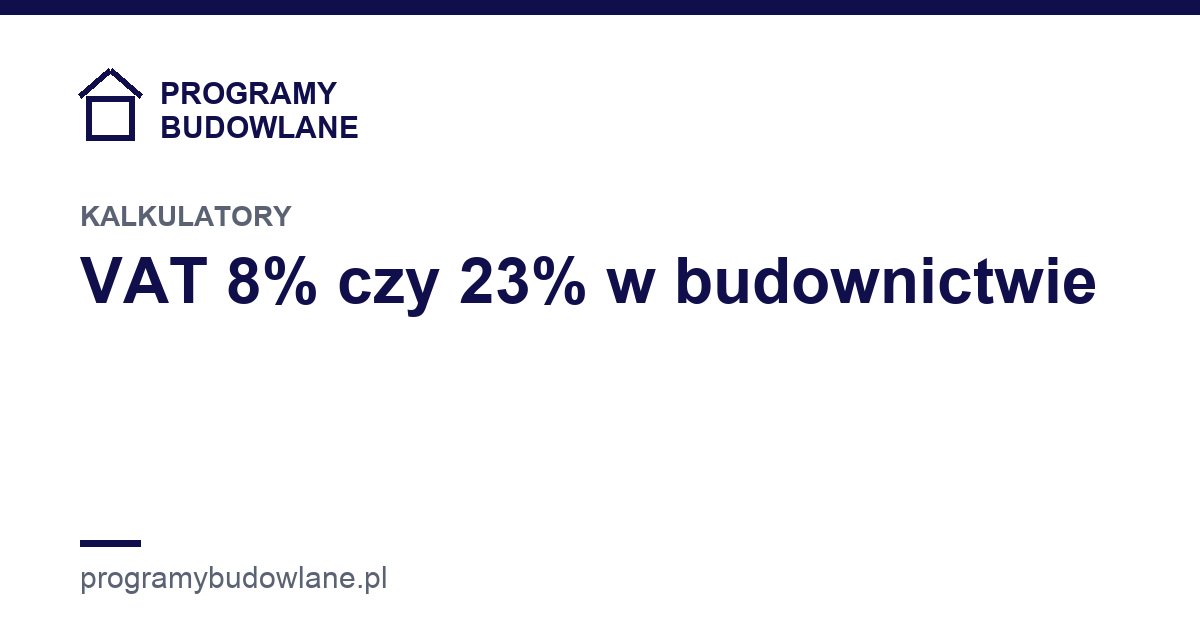 PROGRAMY
BUDOWLANE
KALKULATORY
VAT 8% czy 23% w budownictwie
programybudowlane.pl